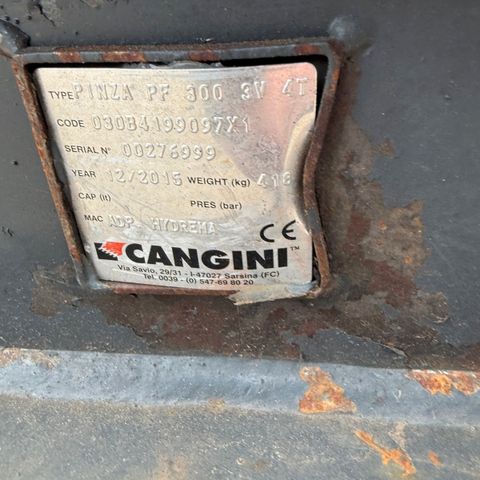 TYPE PINZA PF 300 3V 4T
CODE 030B4199097X1
SERIAL N° 00276999
YEAR 12/2015 WEIGHT (kg) 418
CAP (lt) PRES (bar)
MAC ADP HYDREMA
CE
CANGINI™
Via Savio, 29/31 - I-47027 Sarsina (FC)
Tel. 0039 - (0) 547-69 80 20